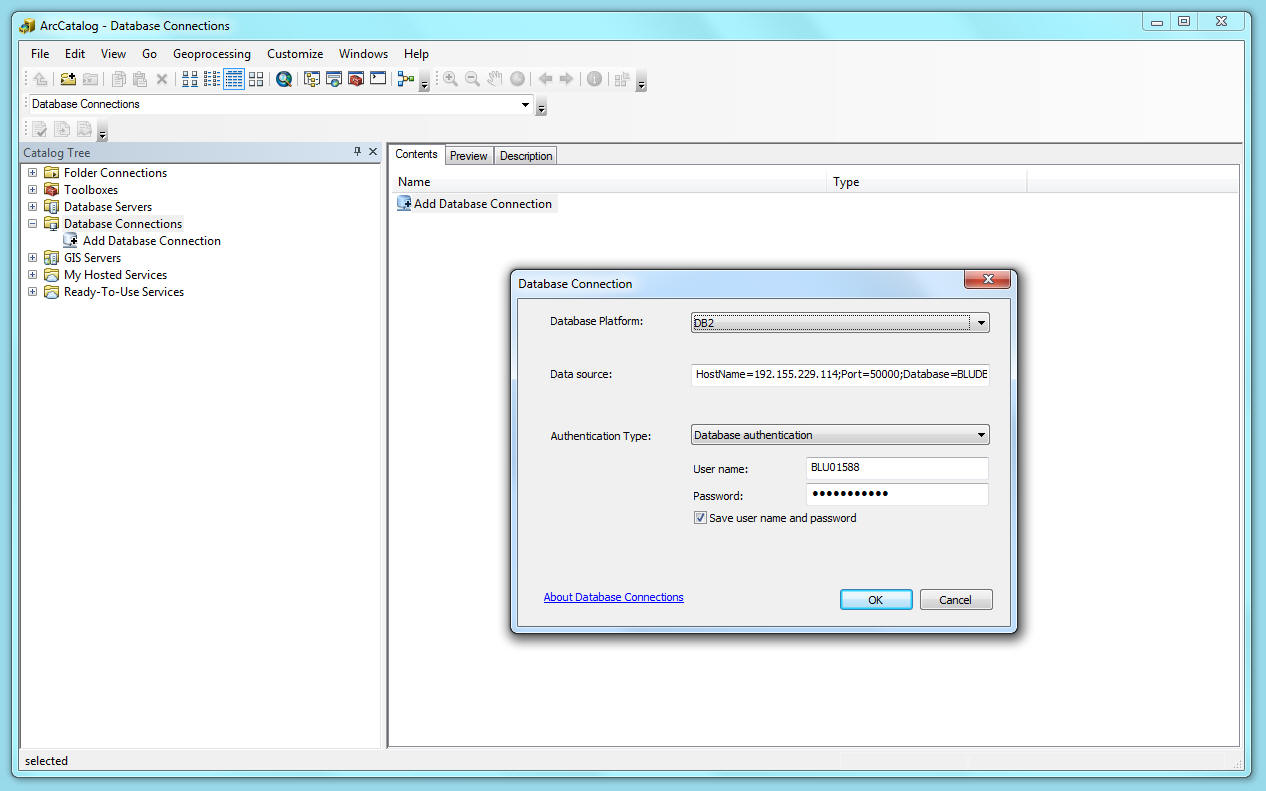 ArcCatalog - Database Connections
File Edit View Go Geoprocessing Customize Windows Help
Database Connections
Catalog Tree
Folder Connections
Toolboxes
Database Servers
Database Connections
Add Database Connection
GIS Servers
My Hosted Services
Ready-To-Use Services
Contents Preview Description
Name Type
Add Database Connection
Database Connection
Database Platform: DB2
Data source: HostName=192.155.229.114;Port=50000;Database=BLUDE
Authentication Type: Database authentication
User name: BLU01588
Password: •••••••••••
Save user name and password
About Database Connections OK Cancel
selected